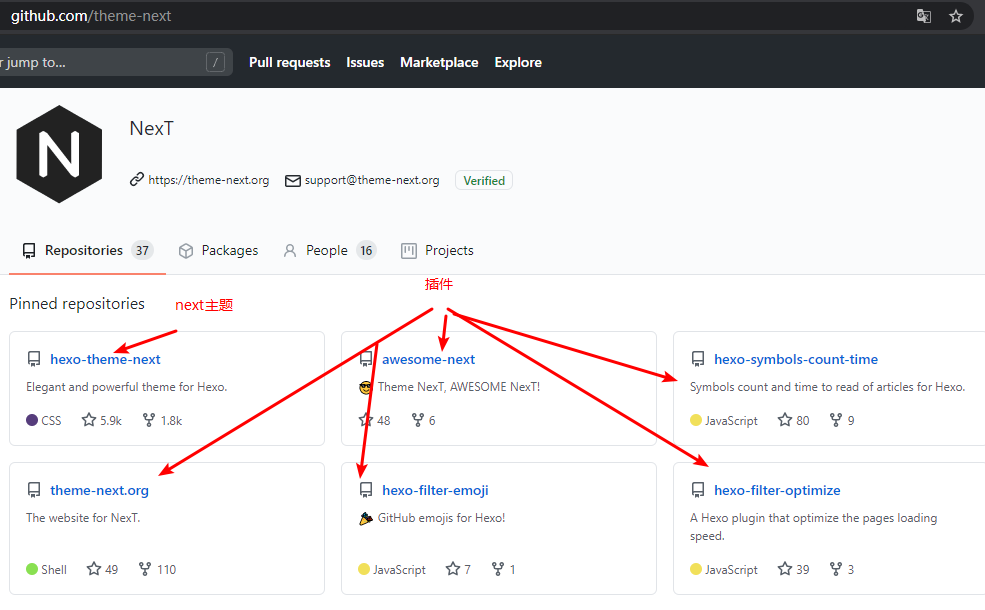 github.com/theme-next
r jump to...
/
Pull requests Issues Marketplace Explore
N
NexT
https://theme-next.org support@theme-next.org Verified
Repositories 37 Packages People 16 Projects
插件
Pinned repositories next主题
hexo-theme-next
Elegant and powerful theme for Hexo.
CSS 5.9k 1.8k
awesome-next
😎 Theme NexT, AWESOME NexT!
48 6
hexo-symbols-count-time
Symbols count and time to read of articles for Hexo.
JavaScript 80 9
theme-next.org
The website for NexT.
Shell 49 110
hexo-filter-emoji
🎉 GitHub emojis for Hexo!
JavaScript 7 1
hexo-filter-optimize
A Hexo plugin that optimize the pages loading
speed.
JavaScript 39 3